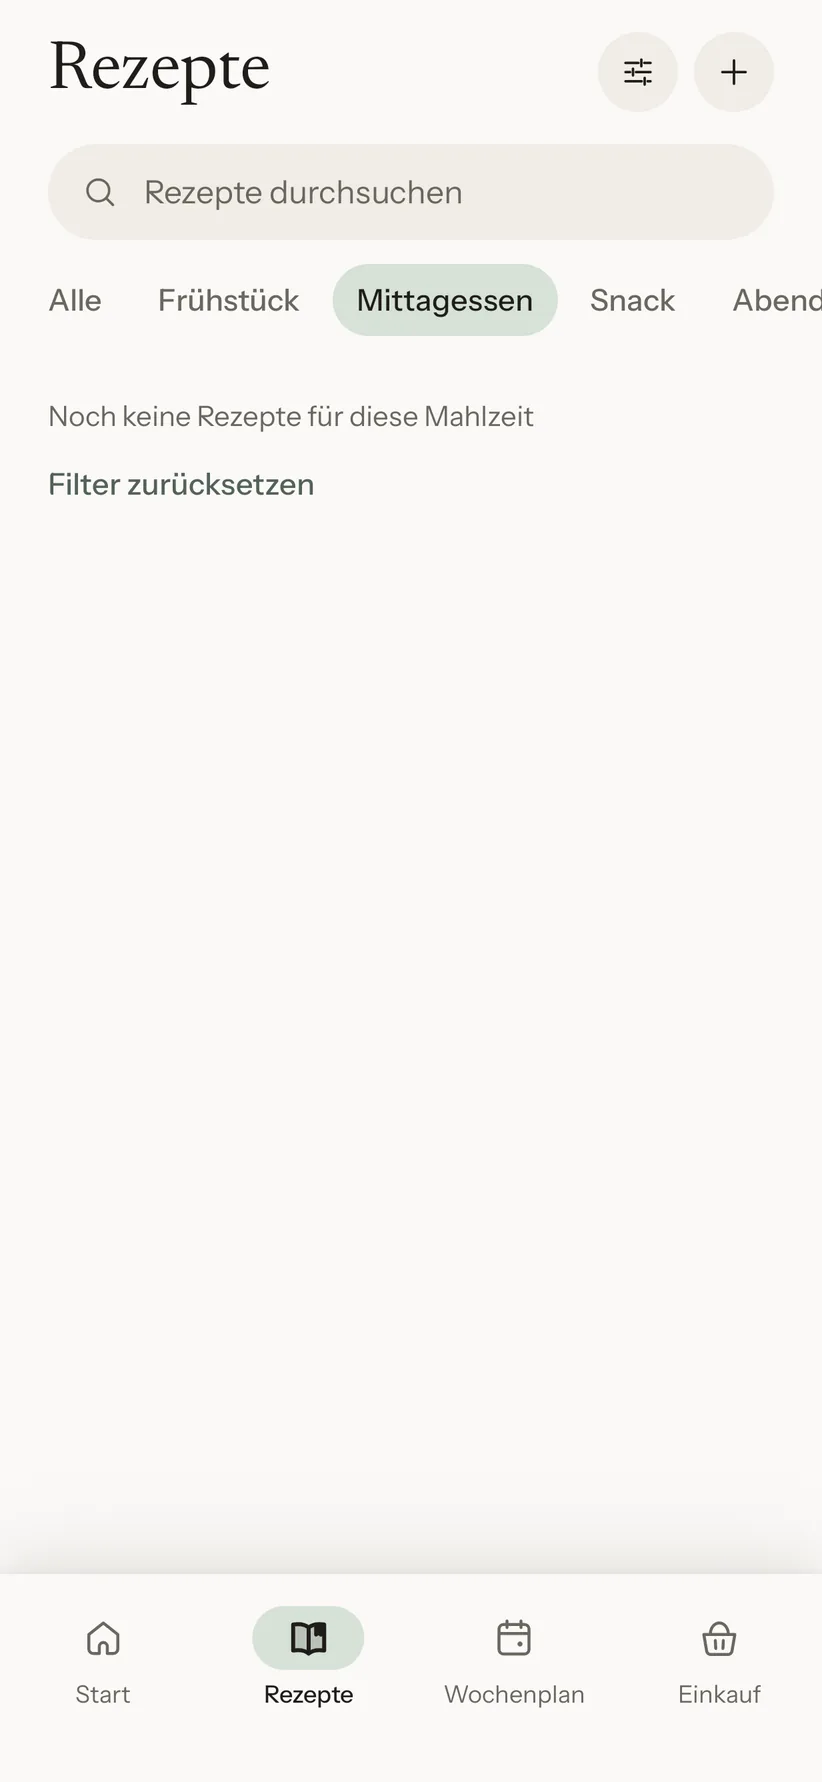 Rezepte
Rezepte durchsuchen
Alle Frühstück Mittagessen Snack Abend
Noch keine Rezepte für diese Mahlzeit
Filter zurücksetzen
Start Rezepte Wochenplan Einkauf